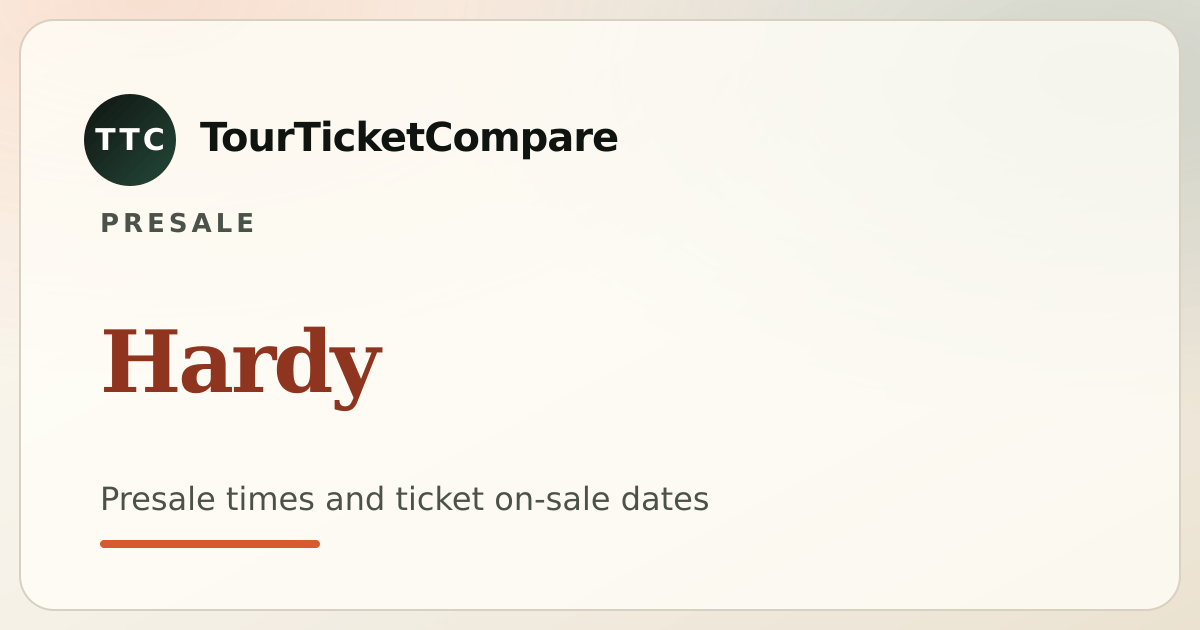 TTC TourTicketCompare
PRESALE
Hardy
Presale times and ticket on-sale dates